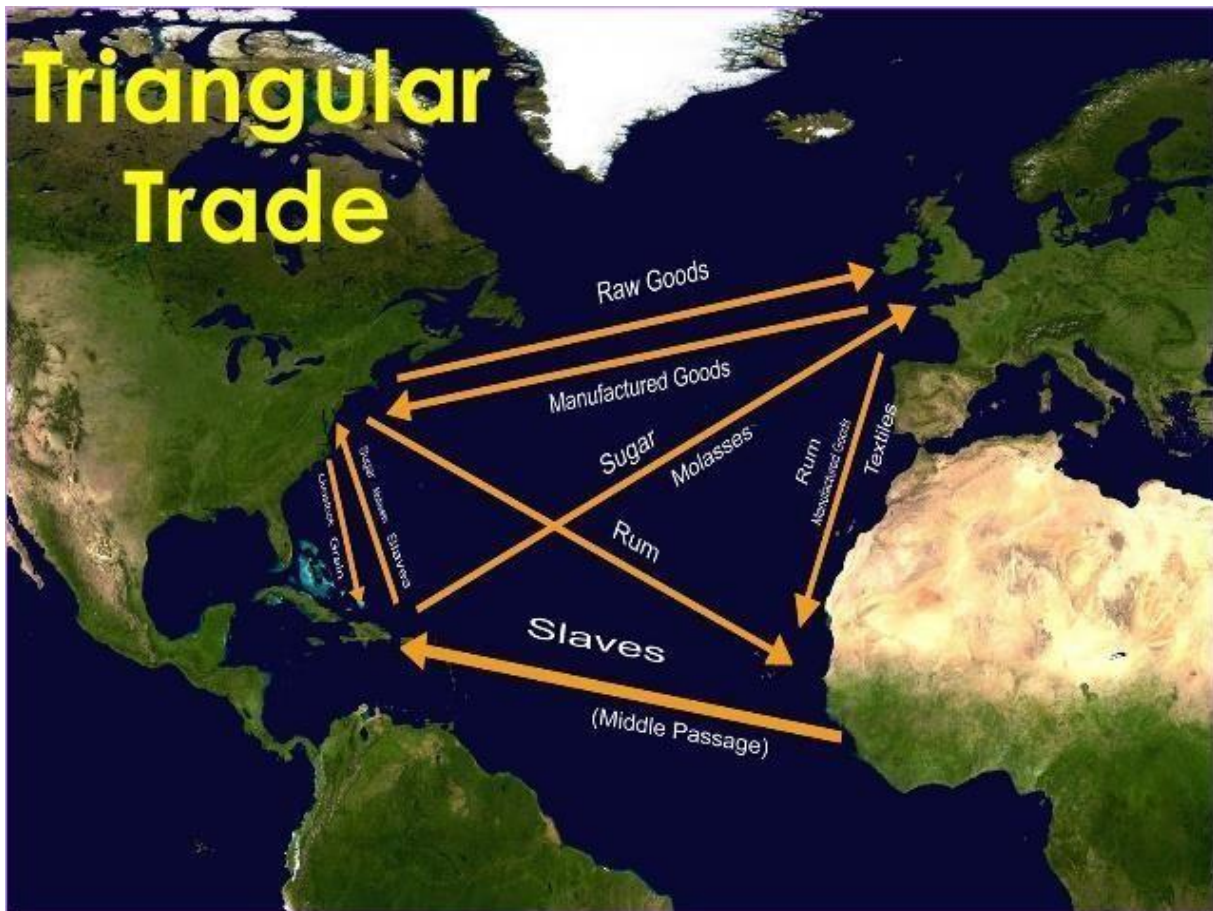 Triangular
Trade
Raw Goods
Manufactured Goods
Sugar
Molasses
Rum
Manufactured Goods
Textiles
Rum
Sugar Slaves
Livestock Grain
Slaves
(Middle Passage)